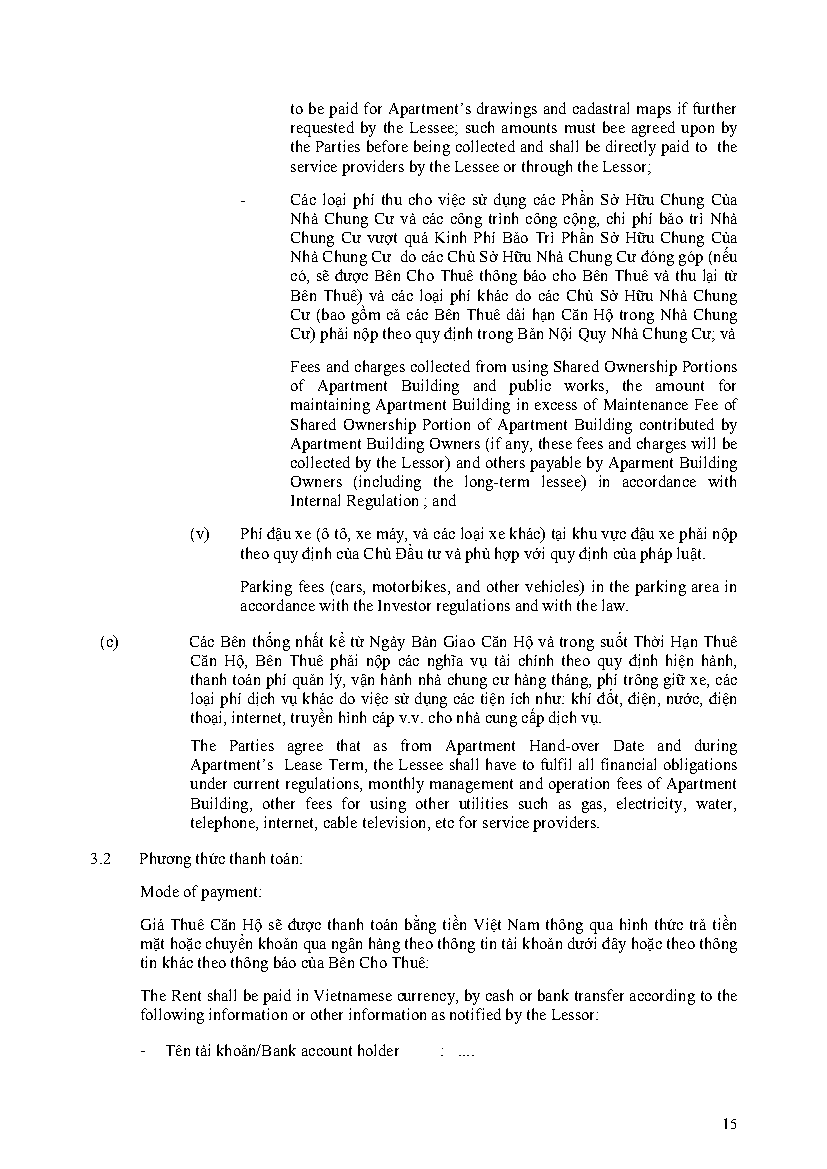 to be paid for Apartment’s drawings and cadastral maps if further
requested by the Lessee; such amounts must bee agreed upon by
the Parties before being collected and shall be directly paid to the
service providers by the Lessee or through the Lessor;
- Các loại phí thu cho việc sử dụng các Phần Sở Hữu Chung Của
Nhà Chung Cư và các công trình công cộng, chi phí bảo trì Nhà
Chung Cư vượt quá Kinh Phí Bảo Trì Phần Sở Hữu Chung Của
Nhà Chung Cư do các Chủ Sở Hữu Nhà Chung Cư đóng góp (nếu
có, sẽ được Bên Cho Thuê thông báo cho Bên Thuê và thu lại từ
Bên Thuê) và các loại phí khác do các Chủ Sở Hữu Nhà Chung
Cư (bao gồm cả các Bên Thuê dài hạn Căn Hộ trong Nhà Chung
Cư) phải nộp theo quy định trong Bản Nội Quy Nhà Chung Cư; và
Fees and charges collected from using Shared Ownership Portions
of Apartment Building and public works, the amount for
maintaining Apartment Building in excess of Maintenance Fee of
Shared Ownership Portion of Apartment Building contributed by
Apartment Building Owners (if any, these fees and charges will be
collected by the Lessor) and others payable by Aparment Building
Owners (including the long-term lessee) in accordance with
Internal Regulation ; and
(v) Phí đậu xe (ô tô, xe máy, và các loại xe khác) tại khu vực đậu xe phải nộp
theo quy định của Chủ Đầu tư và phù hợp với quy định của pháp luật.
Parking fees (cars, motorbikes, and other vehicles) in the parking area in
accordance with the Investor regulations and with the law.
(c) Các Bên thống nhất kể từ Ngày Bàn Giao Căn Hộ và trong suốt Thời Hạn Thuê
Căn Hộ, Bên Thuê phải nộp các nghĩa vụ tài chính theo quy định hiện hành,
thanh toán phí quản lý, vận hành nhà chung cư hàng tháng, phí trông giữ xe, các
loại phí dịch vụ khác do việc sử dụng các tiện ích như: khí đốt, điện, nước, điện
thoại, internet, truyền hình cáp v.v. cho nhà cung cấp dịch vụ.
The Parties agree that as from Apartment Hand-over Date and during
Apartment’s Lease Term, the Lessee shall have to fulfil all financial obligations
under current regulations, monthly management and operation fees of Apartment
Building, other fees for using other utilities such as gas, electricity, water,
telephone, internet, cable television, etc for service providers.
3.2 Phương thức thanh toán:
Mode of payment:
Giá Thuê Căn Hộ sẽ được thanh toán bằng tiền Việt Nam thông qua hình thức trả tiền
mặt hoặc chuyển khoản qua ngân hàng theo thông tin tài khoản dưới đây hoặc theo thông
tin khác theo thông báo của Bên Cho Thuê:
The Rent shall be paid in Vietnamese currency, by cash or bank transfer according to the
following information or other information as notified by the Lessor:
- Tên tài khoản/Bank account holder : ....
15